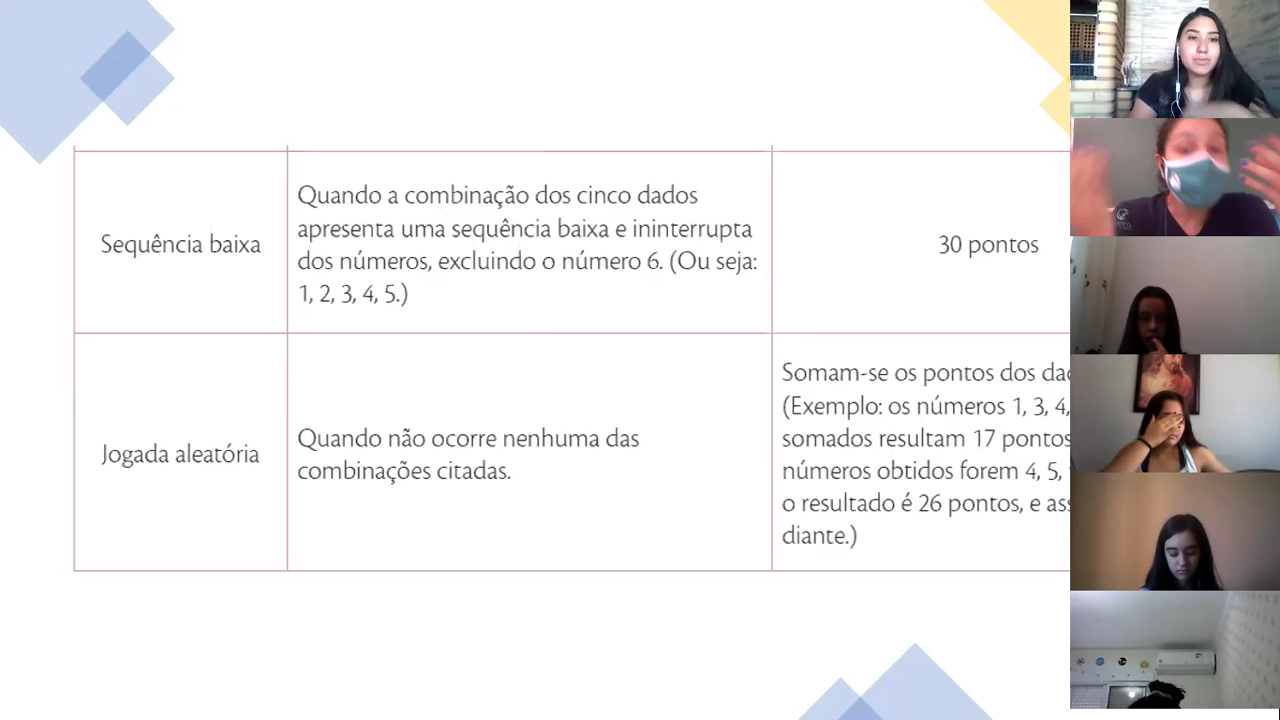 Sequência baixa
Quando a combinação dos cinco dados
apresenta uma sequência baixa e ininterrupta
dos números, excluindo o número 6. (Ou seja:
1, 2, 3, 4, 5.)
30 pontos
Jogada aleatória
Quando não ocorre nenhuma das
combinações citadas.
Somam-se os pontos dos
(Exemplo: os números 1, 3, 4,
somados resultam 17 pontos
números obtidos forem 4, 5,
o resultado é 26 pontos, e
diante.)